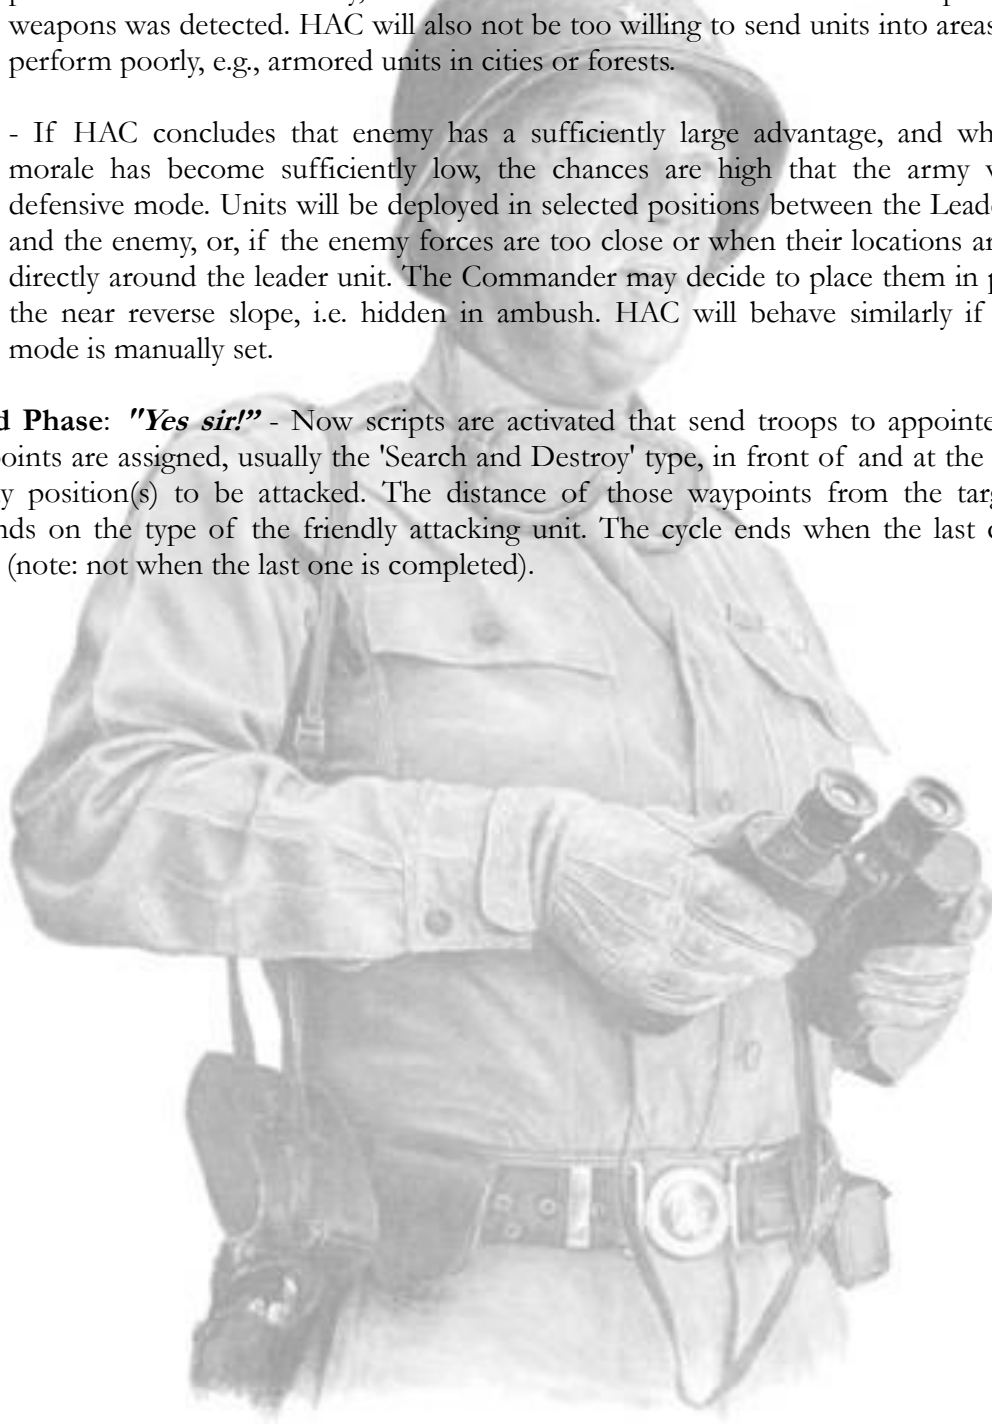 weapons was detected. HAC will also not be too willing to send units into areas
perform poorly, e.g., armored units in cities or forests.
- If HAC concludes that enemy has a sufficiently large advantage, and wh
morale has become sufficiently low, the chances are high that the army
defensive mode. Units will be deployed in selected positions between the Lead
and the enemy, or, if the enemy forces are too close or when their locations ar
directly around the leader unit. The Commander may decide to place them in p
the near reverse slope, i.e. hidden in ambush. HAC will behave similarly if
mode is manually set.
d Phase: "Yes sir!” - Now scripts are activated that send troops to appointe
oints are assigned, usually the 'Search and Destroy' type, in front of and at the
y position(s) to be attacked. The distance of those waypoints from the targ
nds on the type of the friendly attacking unit. The cycle ends when the last
(note: not when the last one is completed).